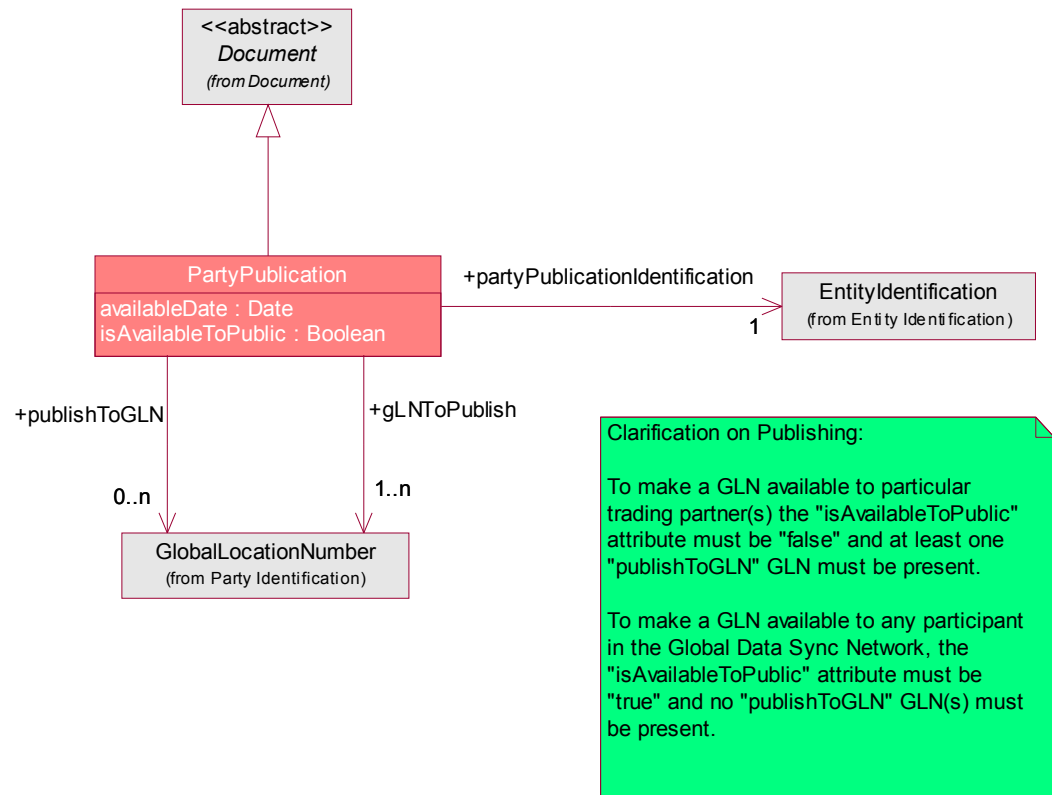 <<abstract>>
Document
(from Document)
PartyPublication
availableDate : Date
isAvailableToPublic : Boolean
+partyPublicationIdentification
1
EntityIdentification
(from Entity Identification)
+publishToGLN
+gLNToPublish
0..n
1..n
GlobalLocationNumber
(from Party Identification)
Clarification on Publishing:
To make a GLN available to particular
trading partner(s) the "isAvailableToPublic"
attribute must be "false" and at least one
"publishToGLN" GLN must be present.
To make a GLN available to any participant
in the Global Data Sync Network, the
"isAvailableToPublic" attribute must be
"true" and no "publishToGLN" GLN(s) must
be present.